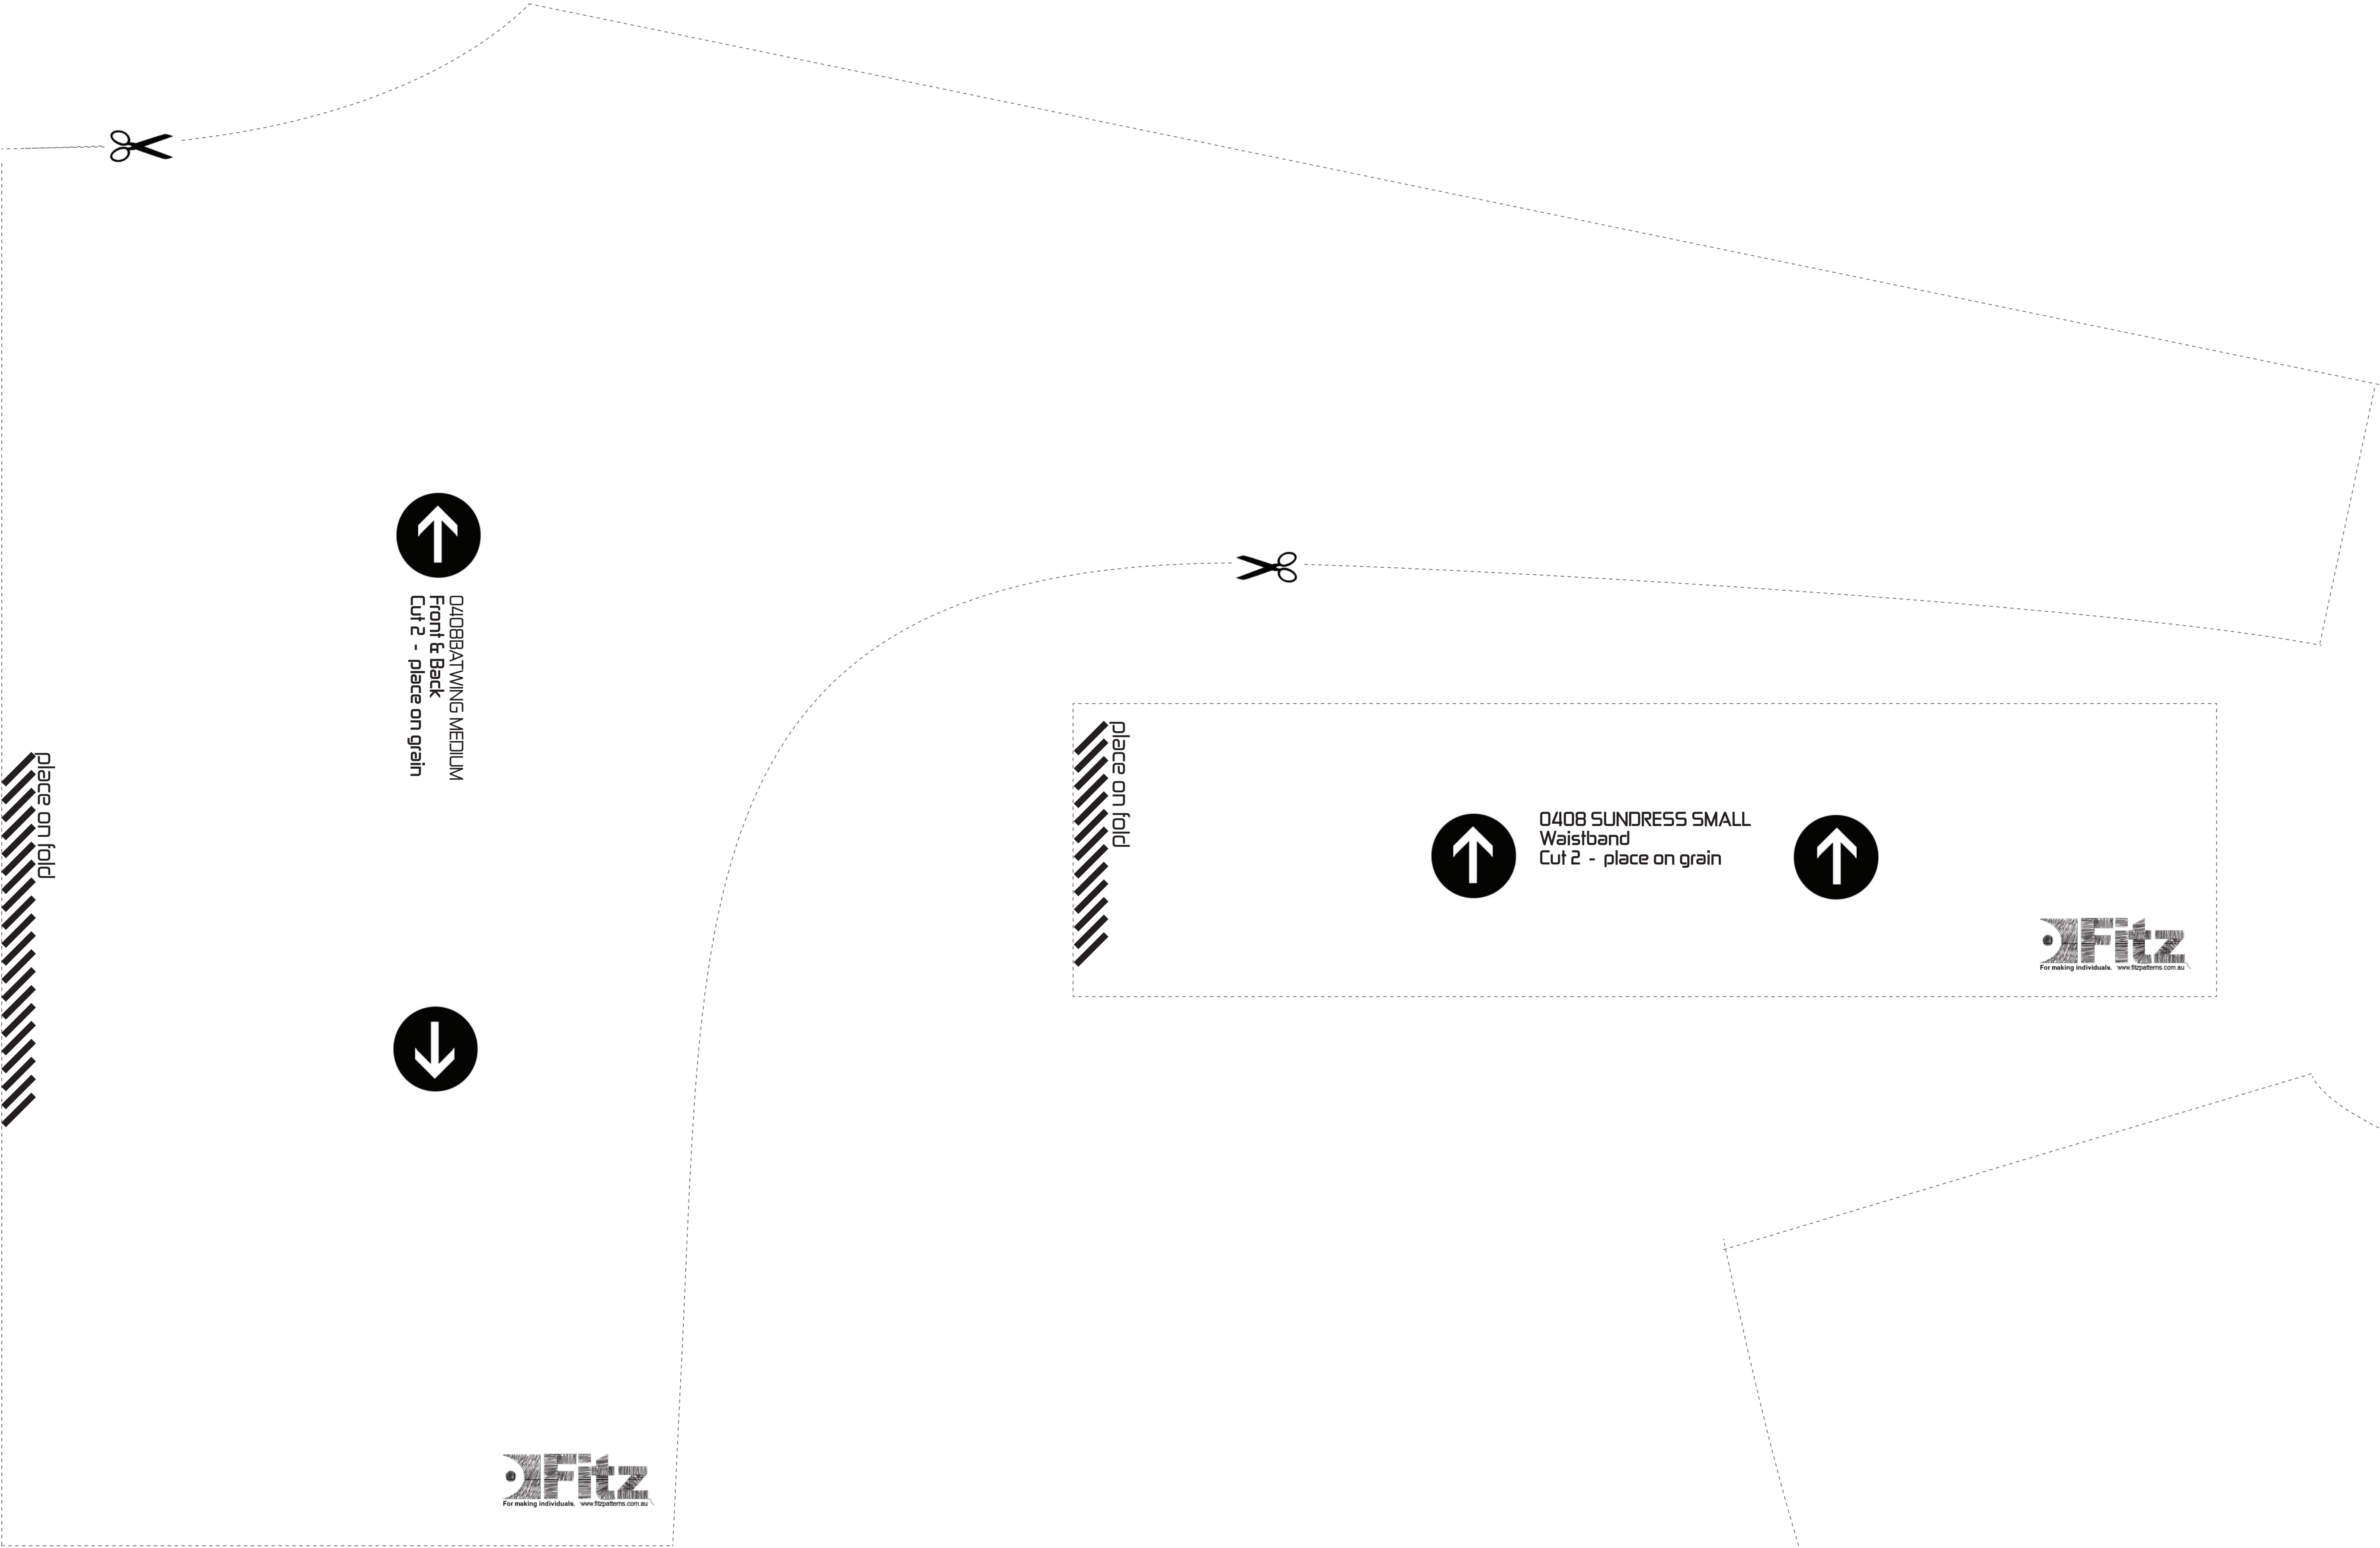 0408BATWING MEDIUM
Front & Back
Cut 2 - place on grain
place on fold
Fitz
For making individuals. www.fitzpatterns.com.au
place on fold
0408 SUNDRESS SMALL
Waistband
Cut 2 - place on grain
Fitz
For making individuals. www.fitzpatterns.com.au